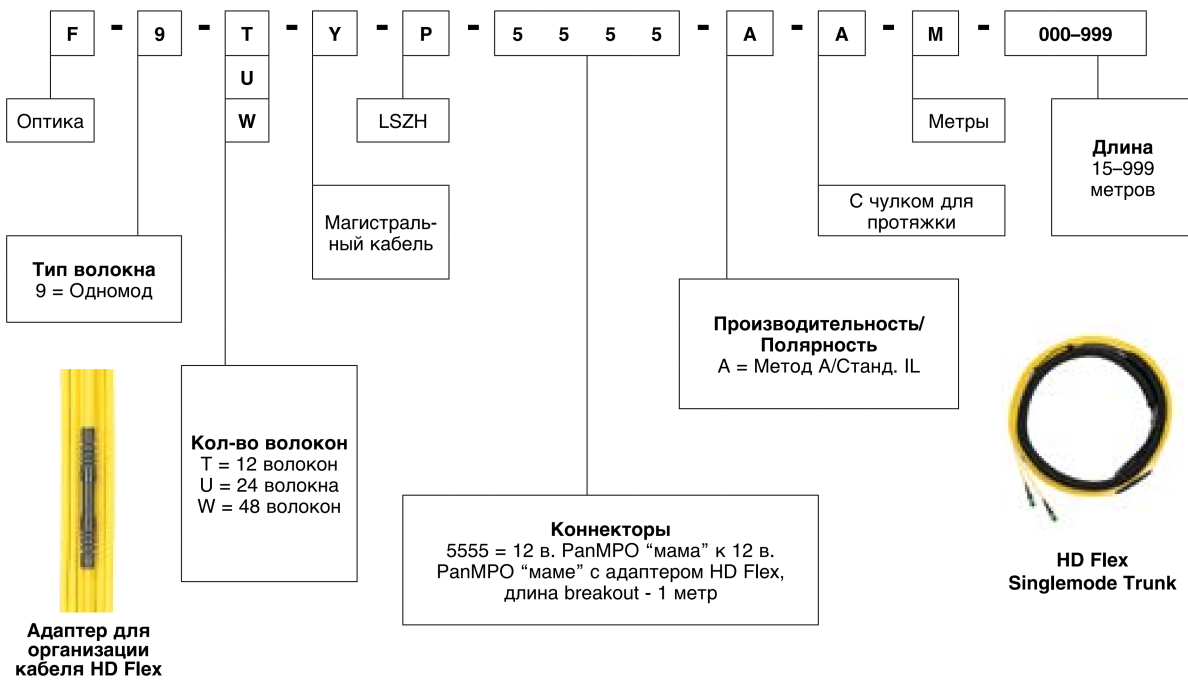 F - 9 - T - Y - P - 5 5 5 5 - A - A - M - 000–999
U
W
Оптика
LSZH
Метры
Длина
15–999
метров
С чулком для
протяжки
Магистраль-
ный кабель
Тип волокна
9 = Одномод
Производительность/
Полярность
A = Метод A/Станд. IL
Кол-во волокон
T = 12 волокон
U = 24 волокна
W = 48 волокон
Коннекторы
5555 = 12 в. PanMPO “мама” к 12 в.
PanMPO “маме” с адаптером HD Flex,
длина breakout - 1 метр
HD Flex
Singlemode Trunk
Адаптер для
организации
кабеля HD Flex